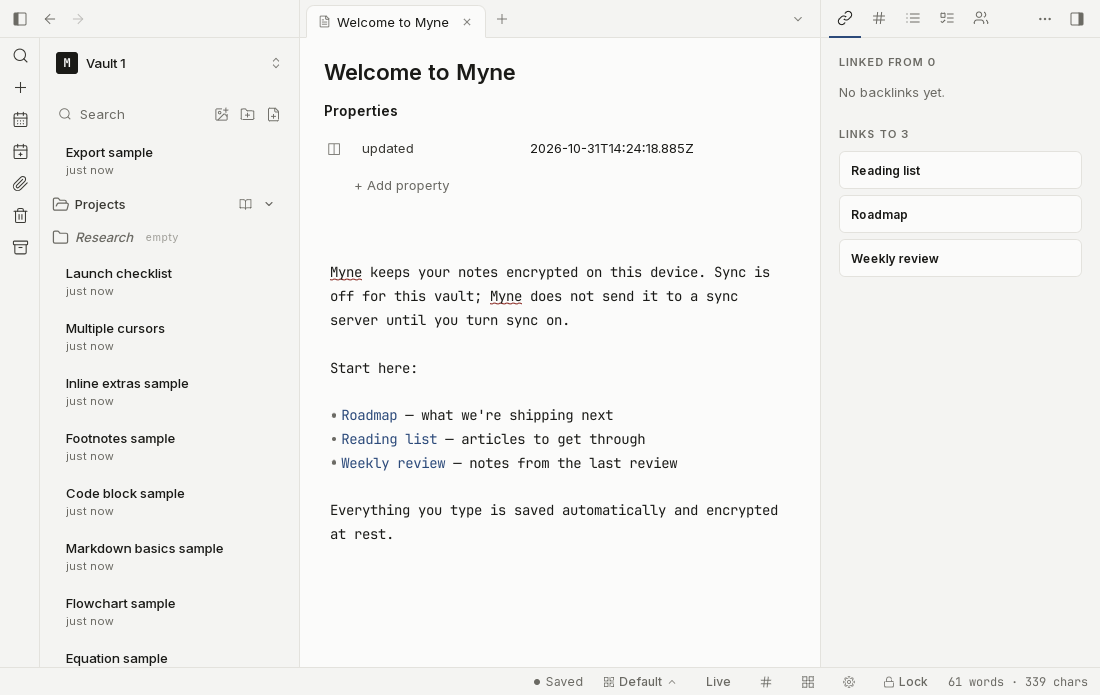 Welcome to Myne
M Vault 1
Search
Export sample
just now
Projects
Research empty
Launch checklist
just now
Multiple cursors
just now
Inline extras sample
just now
Footnotes sample
just now
Code block sample
just now
Markdown basics sample
just now
Flowchart sample
just now
Equation sample
Welcome to Myne
Properties
updated 2026-10-31T14:24:18.885Z
+ Add property
Myne keeps your notes encrypted on this device. Sync is
off for this vault; Myne does not send it to a sync
server until you turn sync on.
Start here:
• Roadmap — what we're shipping next
• Reading list — articles to get through
• Weekly review — notes from the last review
Everything you type is saved automatically and encrypted
at rest.
LINKED FROM 0
No backlinks yet.
LINKS TO 3
Reading list
Roadmap
Weekly review
Saved Default Live Lock 61 words · 339 chars